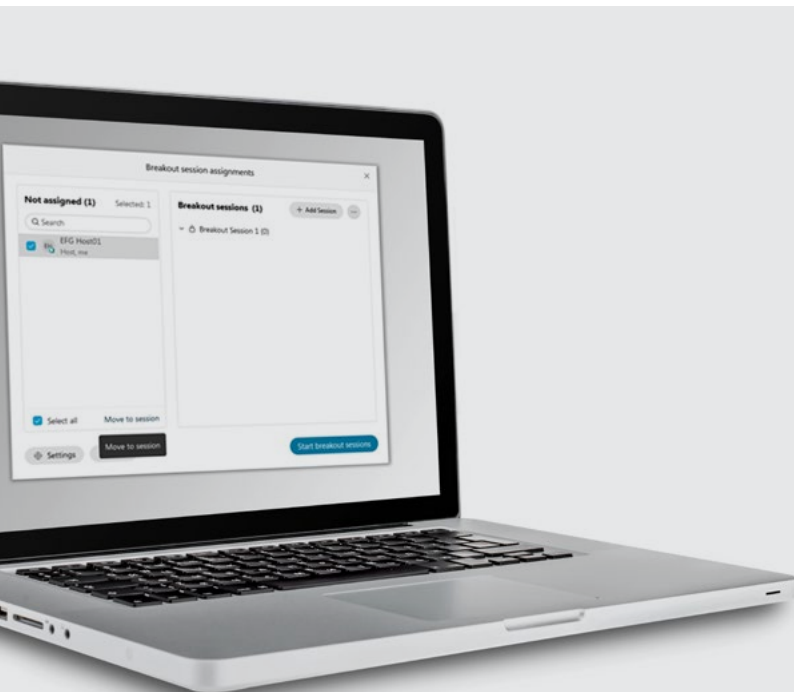 Breakout session assignments
Not assigned (1) Selected: 1
Search
EFG Host01
Host, me
Select all Move to session
Move to session
Settings
Breakout sessions (1) + Add Session
Breakout Session 1 (0)
Start breakout sessions